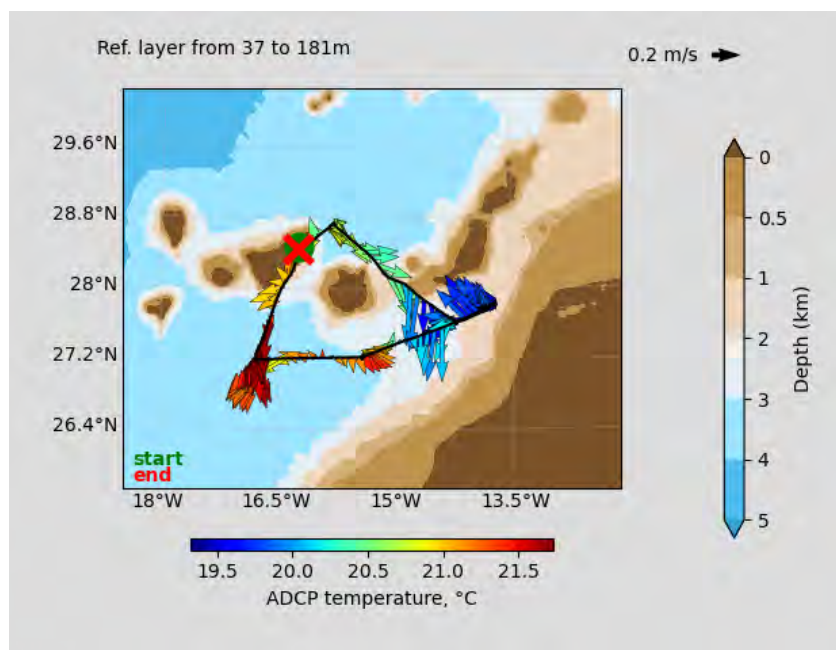 Ref. layer from 37 to 181m
0.2 m/s
29.6°N
28.8°N
28°N
27.2°N
26.4°N
start
end
18°W 16.5°W 15°W 13.5°W
0
0.5
1
2
3
4
5
Depth (km)
19.5 20.0 20.5 21.0 21.5
ADCP temperature, °C